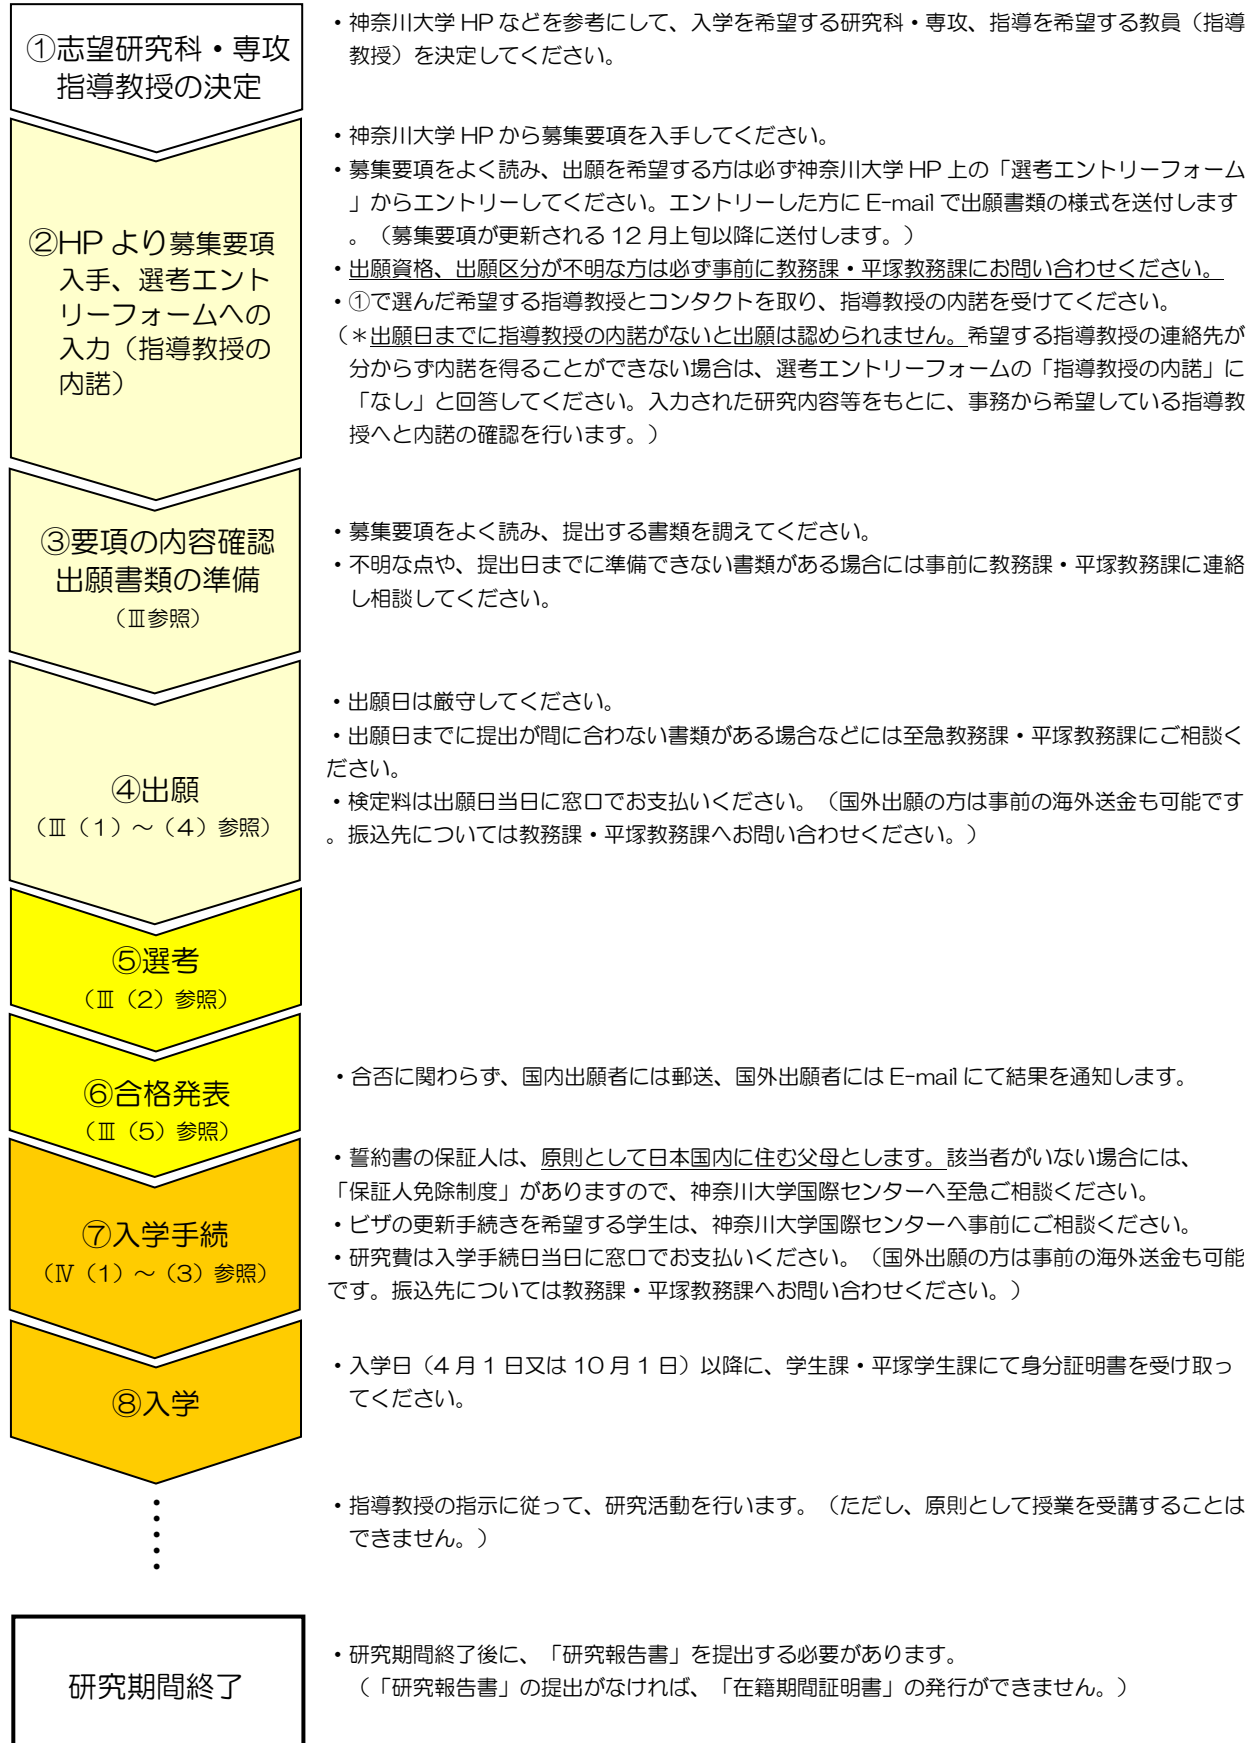 ①志望研究科・専攻
指導教授の決定
・神奈川大学 HP などを参考にして、入学を希望する研究科・専攻、指導を希望する教員（指導
教授）を決定してください。
②HP より募集要項
入手、選考エント
リーフォームへの
入力（指導教授の
内諾）
・神奈川大学 HP から募集要項を入手してください。
・募集要項をよく読み、出願を希望する方は必ず神奈川大学 HP 上の「選考エントリーフォーム
」からエントリーしてください。エントリーした方に E-mail で出願書類の様式を送付します
。（募集要項が更新される 12 月上旬以降に送付します。）
・出願資格、出願区分が不明な方は必ず事前に教務課・平塚教務課にお問い合わせください。
・①で選んだ希望する指導教授とコンタクトを取り、指導教授の内諾を受けてください。
（＊出願日までに指導教授の内諾がないと出願は認められません。希望する指導教授の連絡先が
分からず内諾を得ることができない場合は、選考エントリーフォームの「指導教授の内諾」に
「なし」と回答してください。入力された研究内容等をもとに、事務から希望している指導教
授へと内諾の確認を行います。）
③要項の内容確認
出願書類の準備
（Ⅲ参照）
・募集要項をよく読み、提出する書類を調えてください。
・不明な点や、提出日までに準備できない書類がある場合には事前に教務課・平塚教務課に連絡
し相談してください。
④出願
（Ⅲ（1）～（4）参照）
・出願日は厳守してください。
・出願日までに提出が間に合わない書類がある場合などには至急教務課・平塚教務課にご相談く
ださい。
・検定料は出願日当日に窓口でお支払いください。（国外出願の方は事前の海外送金も可能です
。振込先については教務課・平塚教務課へお問い合わせください。）
⑤選考
（Ⅲ（2）参照）
⑥合格発表
（Ⅲ（5）参照）
・合否に関わらず、国内出願者には郵送、国外出願者には E-mail にて結果を通知します。
⑦入学手続
（Ⅳ（1）～（3）参照）
・誓約書の保証人は、原則として日本国内に住む父母とします。該当者がいない場合には、
「保証人免除制度」がありますので、神奈川大学国際センターへ至急ご相談ください。
・ビザの更新手続きを希望する学生は、神奈川大学国際センターへ事前にご相談ください。
・研究費は入学手続日当日に窓口でお支払いください。（国外出願の方は事前の海外送金も可能
です。振込先については教務課・平塚教務課へお問い合わせください。）
⑧入学
・入学日（4 月 1 日又は 10 月 1 日）以降に、学生課・平塚学生課にて身分証明書を受け取っ
てください。
・指導教授の指示に従って、研究活動を行います。（ただし、原則として授業を受講することは
できません。）
研究期間終了
・研究期間終了後に、「研究報告書」を提出する必要があります。
（「研究報告書」の提出がなければ、「在籍期間証明書」の発行ができません。）